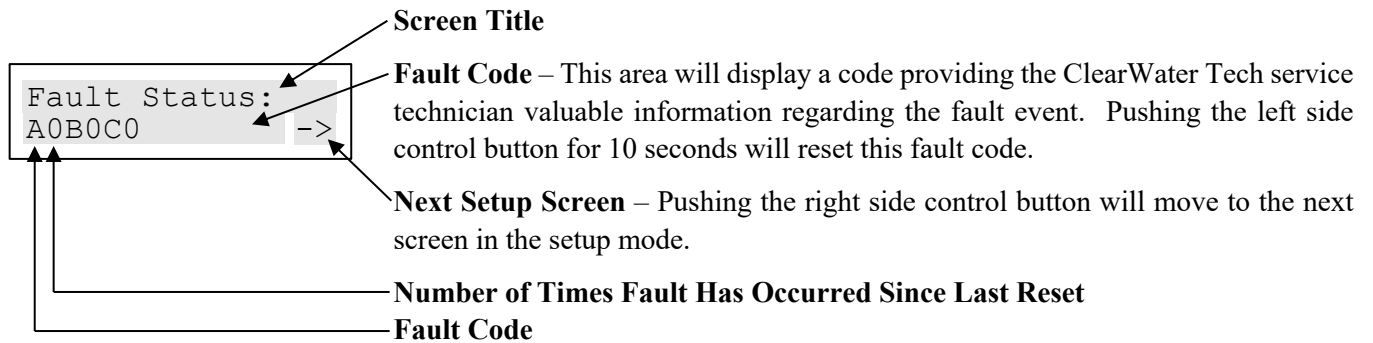 Screen Title
Fault Status:
A0B0C0 ->
Fault Code – This area will display a code providing the ClearWater Tech service
technician valuable information regarding the fault event. Pushing the left side
control button for 10 seconds will reset this fault code.
Next Setup Screen – Pushing the right side control button will move to the next
screen in the setup mode.
Number of Times Fault Has Occurred Since Last Reset
Fault Code